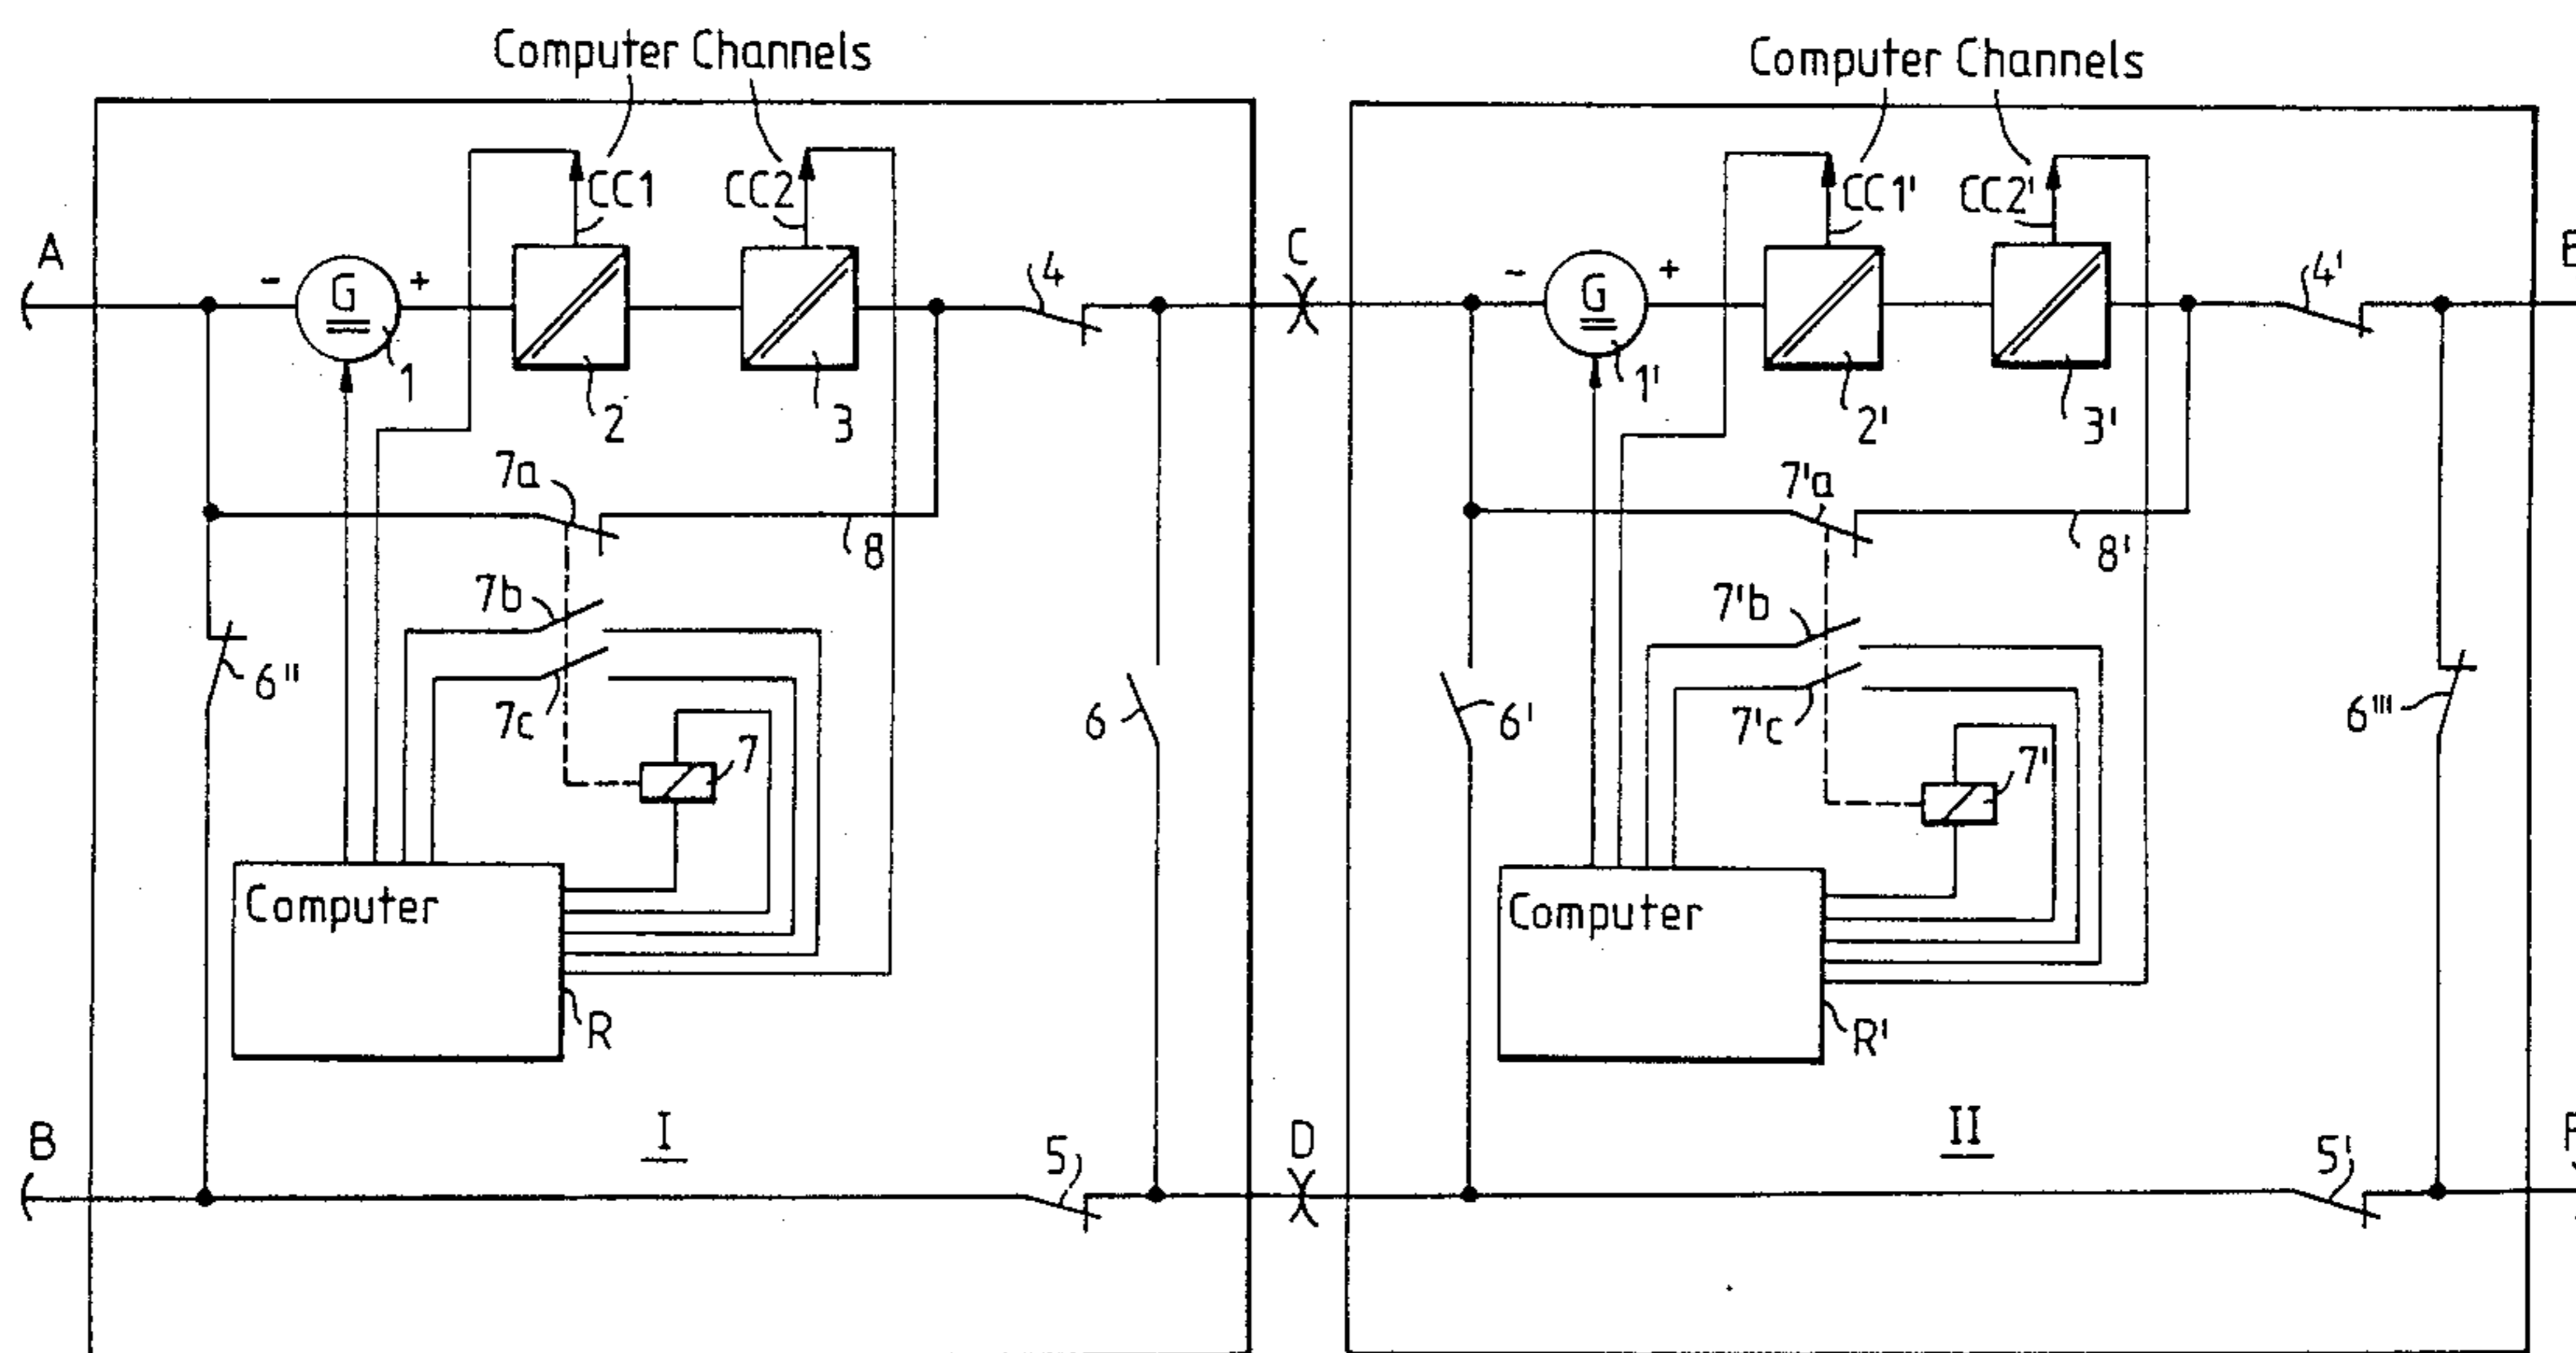 Computer Channels
Computer Channels
CC1
CC2
CC1'
CC2'
A
C
- G +
4
- G +
4'
1
2
3
1'
2'
3'
7a
8
7'a
8'
7b
7'b
6"
7c
6
6'
7'c
6'''
7
7'
Computer
Computer
R
R'
I
II
B
5
D
5'